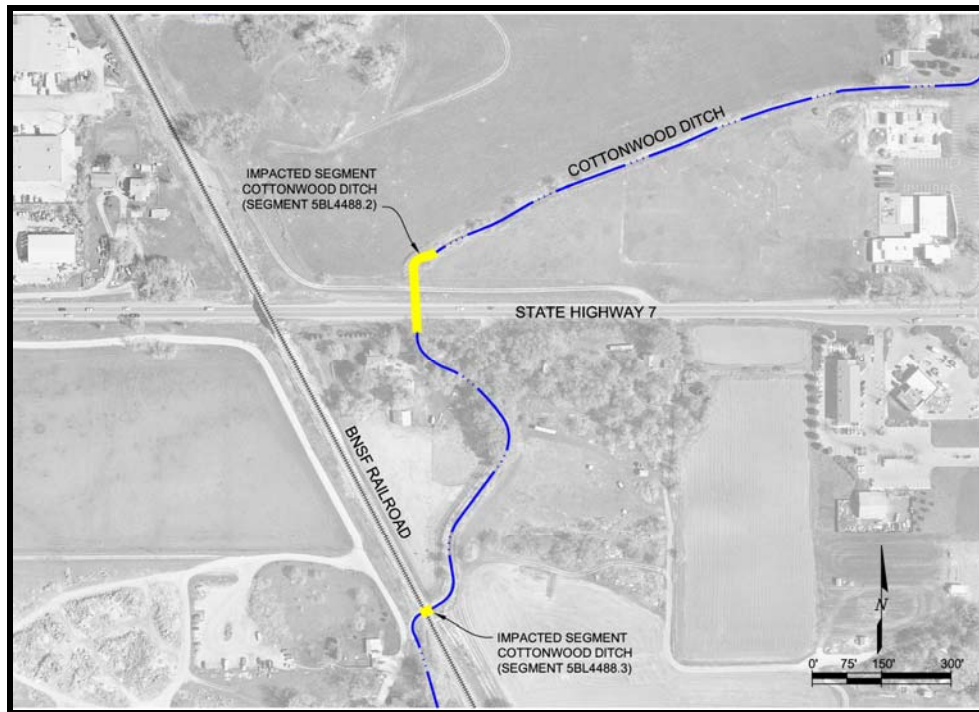 COTTONWOOD DITCH
IMPACTED SEGMENT
COTTONWOOD DITCH
(SEGMENT 5BL4488.2)
STATE HIGHWAY 7
BNSF RAILROAD
IMPACTED SEGMENT
COTTONWOOD DITCH
(SEGMENT 5BL4488.3)
N
0' 75' 150' 300'